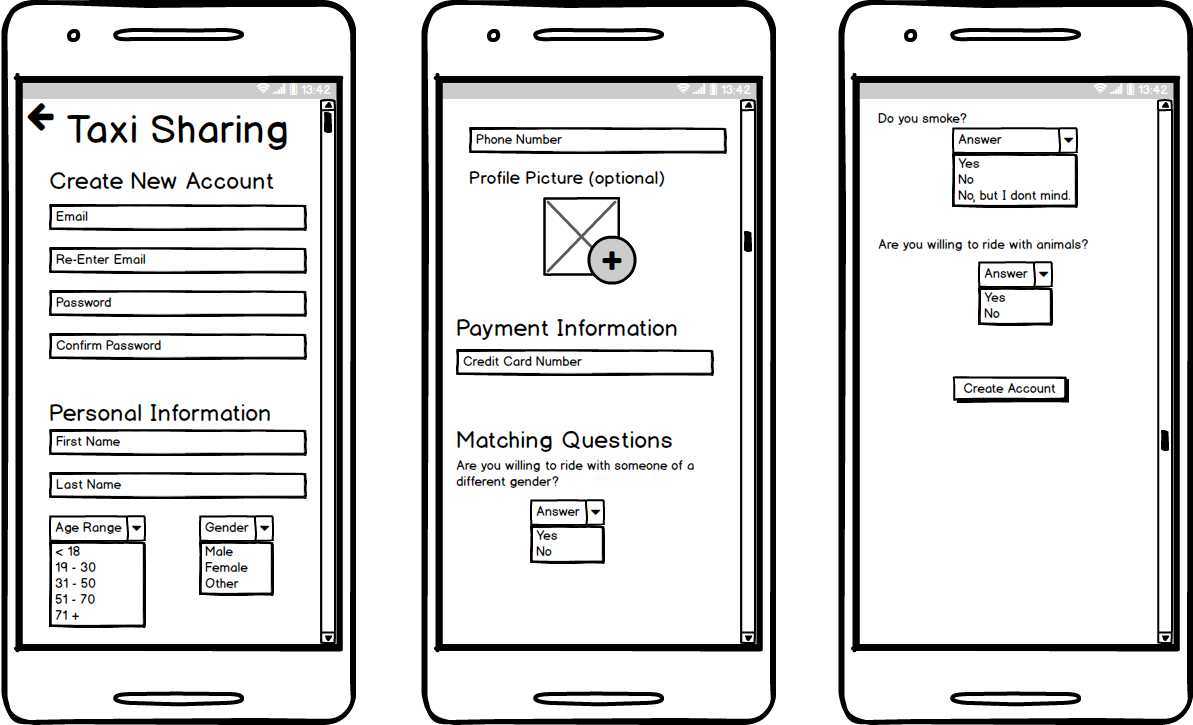 13:42
Taxi Sharing
Create New Account
Email
Re-Enter Email
Password
Confirm Password
Personal Information
First Name
Last Name
Age Range
< 18
19 - 30
31 - 50
51 - 70
71 +
Gender
Male
Female
Other
13:42
Phone Number
Profile Picture (optional)
+
Payment Information
Credit Card Number
Matching Questions
Are you willing to ride with someone of a
different gender?
Answer
Yes
No
13:42
Do you smoke?
Answer
Yes
No
No, but I dont mind.
Are you willing to ride with animals?
Answer
Yes
No
Create Account